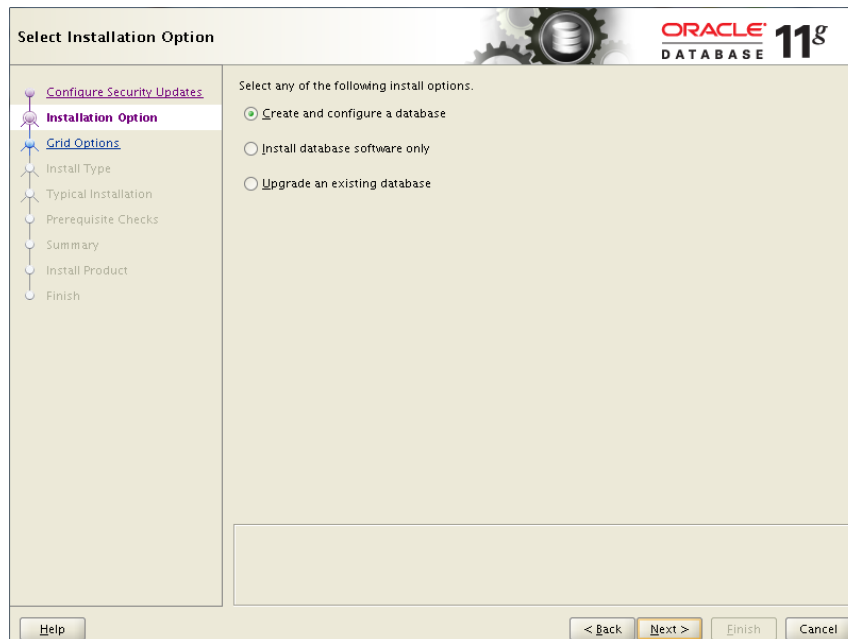 Select Installation Option
ORACLE
DATABASE
11g
Configure Security Updates
Installation Option
Grid Options
Install Type
Typical Installation
Prerequisite Checks
Summary
Install Product
Finish
Select any of the following install options.
Create and configure a database
Install database software only
Upgrade an existing database
Help
< Back
Next >
Finish
Cancel